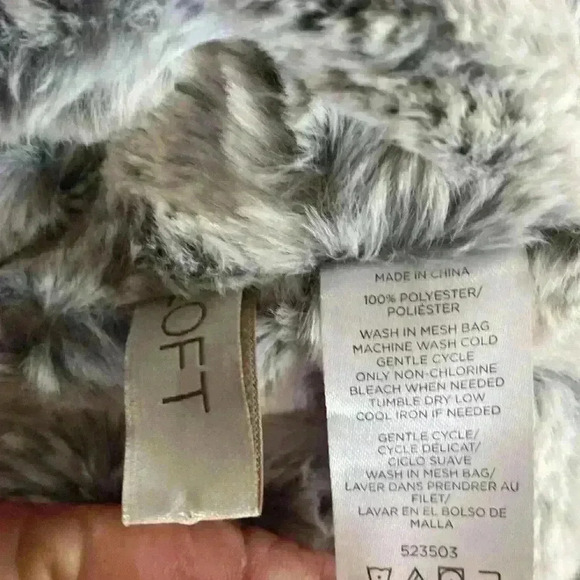 LOFT
MADE IN CHINA
100% POLYESTER/
POLIÉSTER
WASH IN MESH BAG
MACHINE WASH COLD
GENTLE CYCLE
ONLY NON-CHLORINE
BLEACH WHEN NEEDED
TUMBLE DRY LOW
COOL IRON IF NEEDED
GENTLE CYCLE/
CYCLE DÉLICAT/
CICLO SUAVE
WASH IN MESH BAG/
LAVER DANS PRENDRER AU
FILET/
LAVAR EN EL BOLSO DE
MALLA
523503